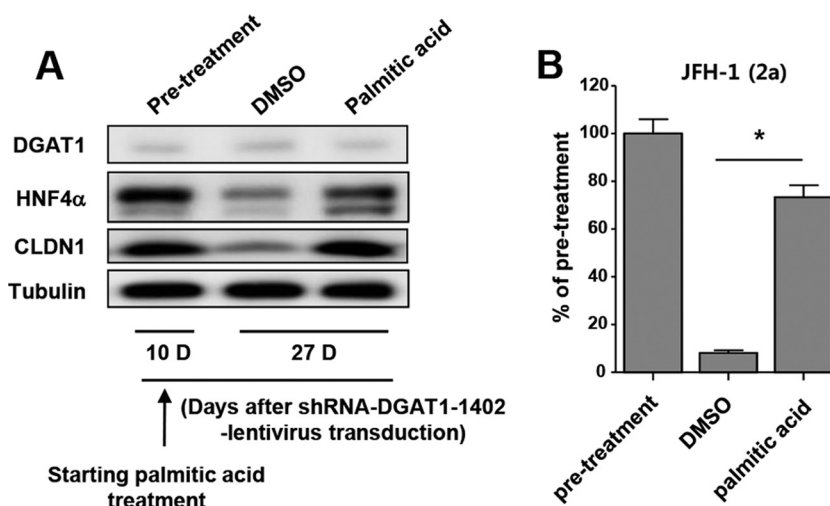 A
Pre-treatment
DMSO
Palmitic acid
DGAT1
HNF4α
CLDN1
Tubulin
10 D
27 D
(Days after shRNA-DGAT1-1402
-lentivirus transduction)
Starting palmitic acid
treatment
B
JFH-1 (2a)
% of pre-treatment
120
100
80
60
40
20
0
*
pre-treatment
DMSO
palmitic acid